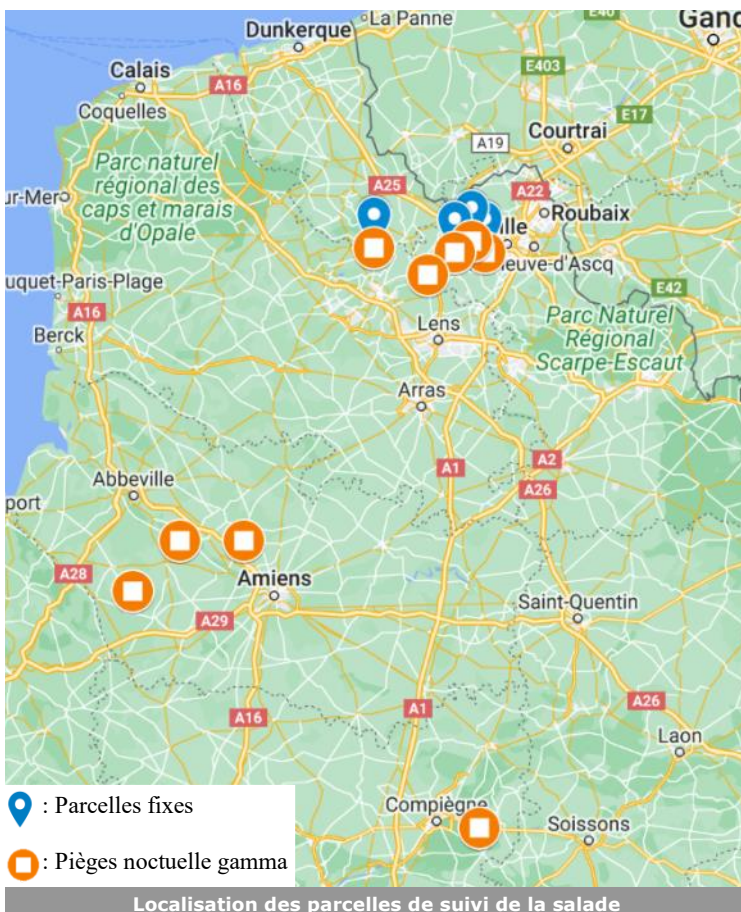 Dunkerque
La Panne
E40
Gand
Calais
A16
E403
Coquelles
E17
Courtrai
A19
Parc naturel
régional des
caps et marais
d'Opale
A25
A22
ur-Mer
Roubaix
lle
neuve-d'Ascq
uquet-Paris-Plage
E42
A16
Lens
Parc Naturel
Régional
Scarpe-Escaut
Berck
Arras
A1
A2
A26
Abbeville
port
A28
Amiens
A29
Saint-Quentin
A16
A1
A26
Laon
: Parcelles fixes
Compiègne
Soissons
: Pièges noctuelle gamma
Localisation des parcelles de suivi de la salade